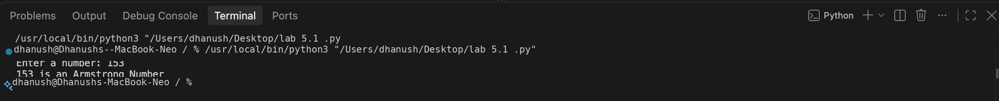 Problems Output Debug Console Terminal Ports Python
/usr/local/bin/python3 "/Users/dhanush/Desktop/lab 5.1 .py
dhanush@Dhanushs--MacBook-Neo / % /usr/local/bin/python3 "/Users/dhanush/Desktop/lab 5.1 .py"
Enter a number: 153
153 is an Armstrong Number
dhanush@Dhanushs-MacBook-Neo / %